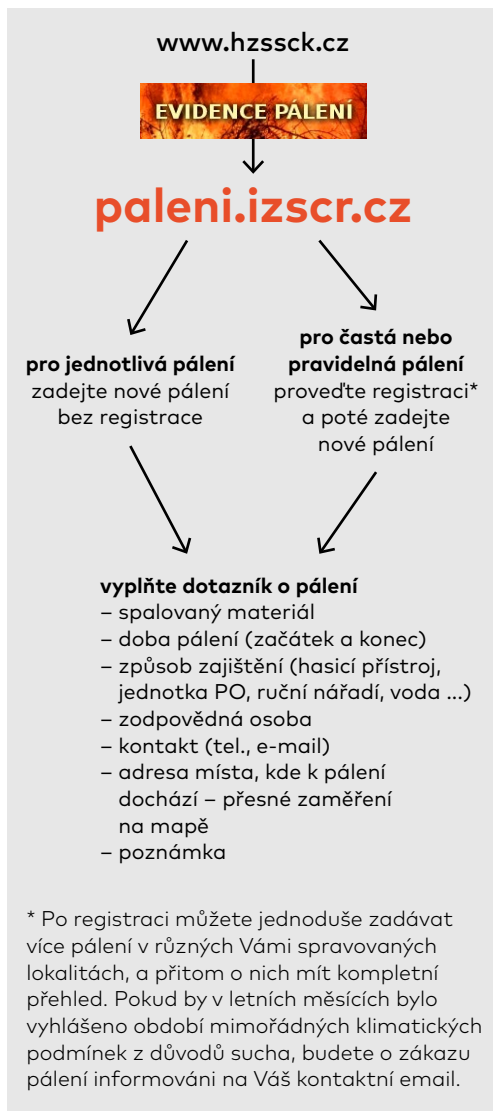 www.hzssck.cz
EVIDENCE PÁLENÍ
paleni.izscr.cz
pro jednotlivá pálení
zadejte nové pálení
bez registrace
pro častá nebo
pravidelná pálení
proveďte registraci*
a poté zadejte
nové pálení
vyplňte dotazník o pálení
– spalovaný materiál
– doba pálení (začátek a konec)
– způsob zajištění (hasicí přístroj,
jednotka PO, ruční nářadí, voda ...)
– zodpovědná osoba
– kontakt (tel., e-mail)
– adresa místa, kde k pálení
dochází – přesné zaměření
na mapě
– poznámka
* Po registraci můžete jednoduše zadávat
více pálení v různých Vámi spravovaných
lokalitách, a přitom o nich mít kompletní
přehled. Pokud by v letních měsících bylo
vyhlášeno období mimořádných klimatických
podmínek z důvodů sucha, budete o zákazu
pálení informováni na Váš kontaktní email.